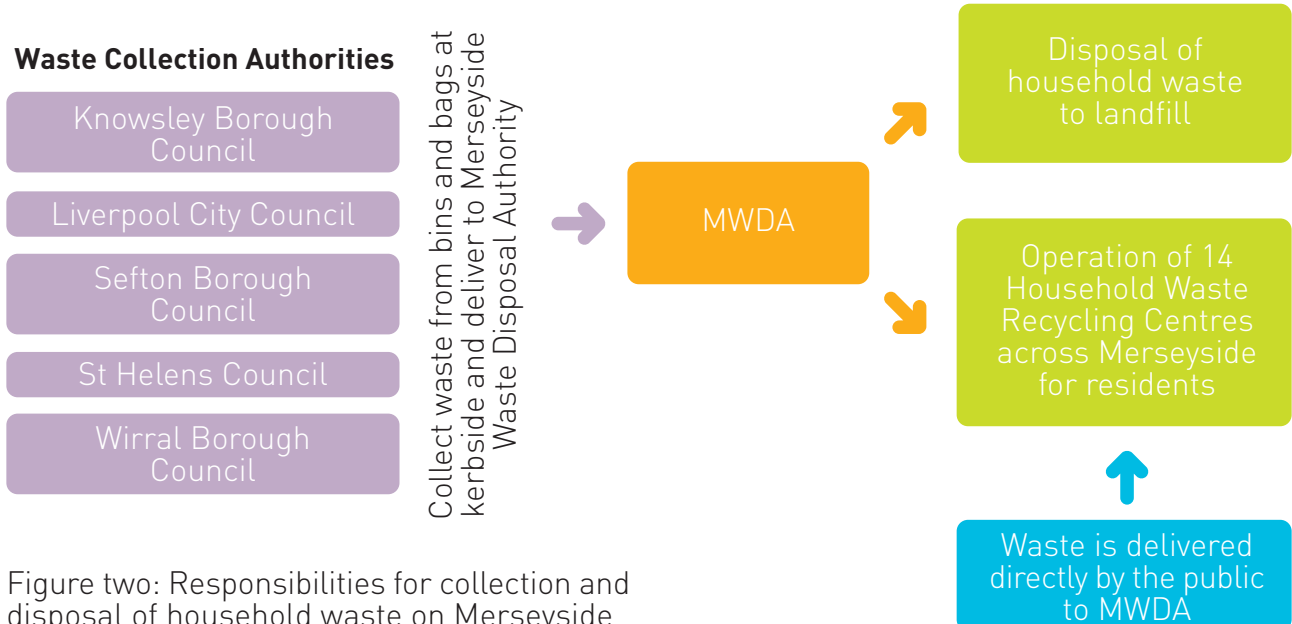 Waste Collection Authorities
Knowsley Borough
Council
Liverpool City Council
Sefton Borough
Council
St Helens Council
Wirral Borough
Council
Collect waste from bins and bags at
kerbside and deliver to Merseyside
Waste Disposal Authority
MWDA
Disposal of
household waste
to landfill
Operation of 14
Household Waste
Recycling Centres
across Merseyside
for residents
Waste is delivered
directly by the public
to MWDA
Figure two: Responsibilities for collection and
disposal of household waste on Merseyside